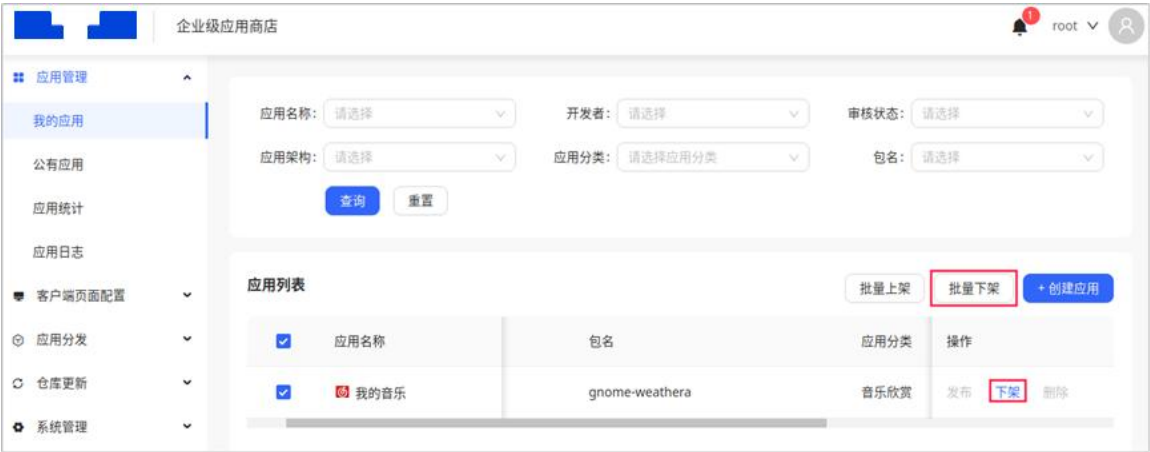 企业级应用商店
1
root
应用管理
我的应用
公有应用
应用统计
应用日志
客户端页面配置
应用分发
仓库更新
系统管理
应用名称： 请选择 开发者： 请选择 审核状态： 请选择
应用架构： 请选择 应用分类： 请选择应用分类 包名： 请选择
查询 重置
应用列表 批量上架 批量下架 + 创建应用
应用名称 包名 应用分类 操作
我的音乐 gnome-weathera 音乐欣赏 发布 下架 删除